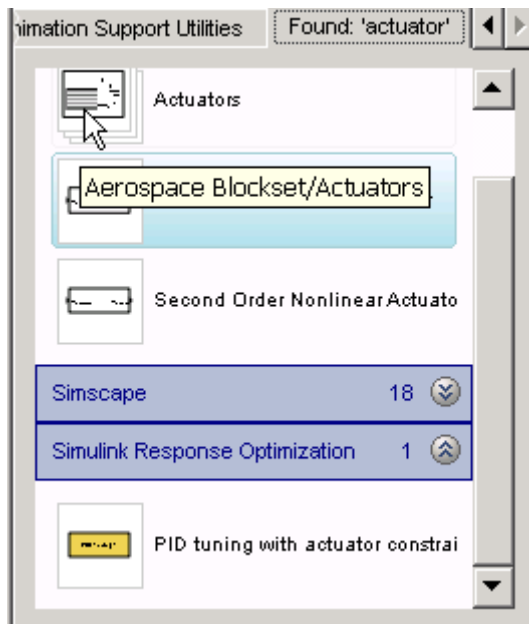 nimation Support Utilities Found: 'actuator'
Actuators
Aerospace Blockset/Actuators
Second Order Nonlinear Actuato
Simscape 18
Simulink Response Optimization 1
PID tuning with actuator constrai